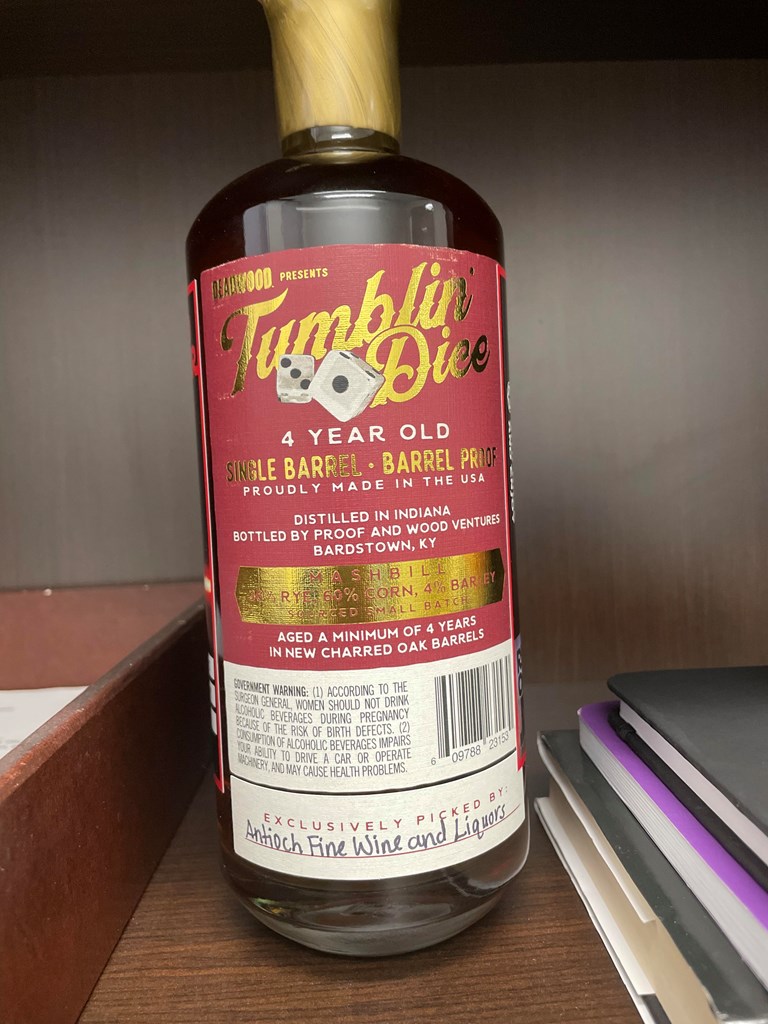 DEADWOOD PRESENTS
Tumblin'
Dice
4 YEAR OLD
SINGLE BARREL • BARREL PROOF
PROUDLY MADE IN THE USA
DISTILLED IN INDIANA
BOTTLED BY PROOF AND WOOD VENTURES
BARDSTOWN, KY
MASHBILL
RYE, 60% CORN, 4% BARLEY
SMALL BATCH
AGED A MINIMUM OF 4 YEARS
IN NEW CHARRED OAK BARRELS
GOVERNMENT WARNING: (1) ACCORDING TO THE
SURGEON GENERAL, WOMEN SHOULD NOT DRINK
ALCOHOLIC BEVERAGES DURING PREGNANCY
BECAUSE OF THE RISK OF BIRTH DEFECTS. (2)
CONSUMPTION OF ALCOHOLIC BEVERAGES IMPAIRS
YOUR ABILITY TO DRIVE A CAR OR OPERATE
MACHINERY, AND MAY CAUSE HEALTH PROBLEMS.
6 09788 23153
EXCLUSIVELY PICKED BY:
Antioch Fine Wine and Liquors